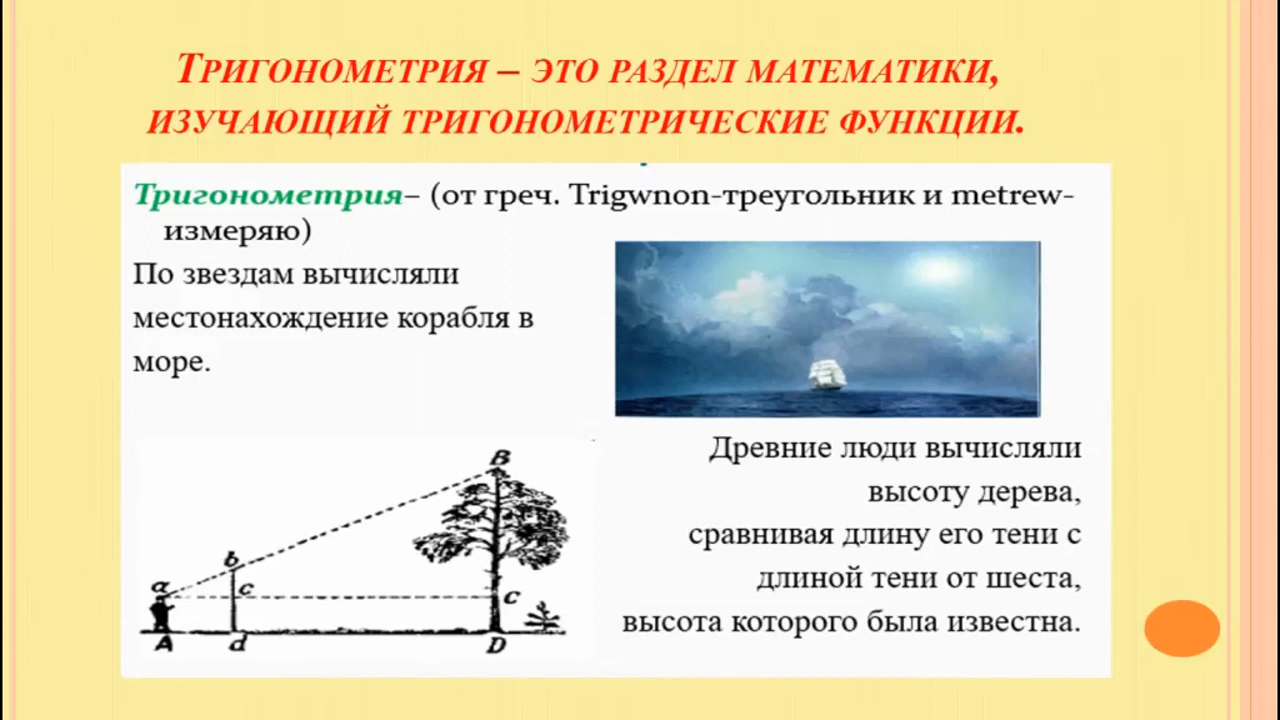 Тригонометрия – это раздел математики,
изучающий тригонометрические функции.
Тригонометрия– (от греч. Trigwnon-треугольник и metrew-
измеряю)
По звездам вычисляли
местонахождение корабля в
море.
Древние люди вычисляли
высоту дерева,
сравнивая длину его тени с
длиной тени от шеста,
высота которого была известна.
B
b
a c c
A d D